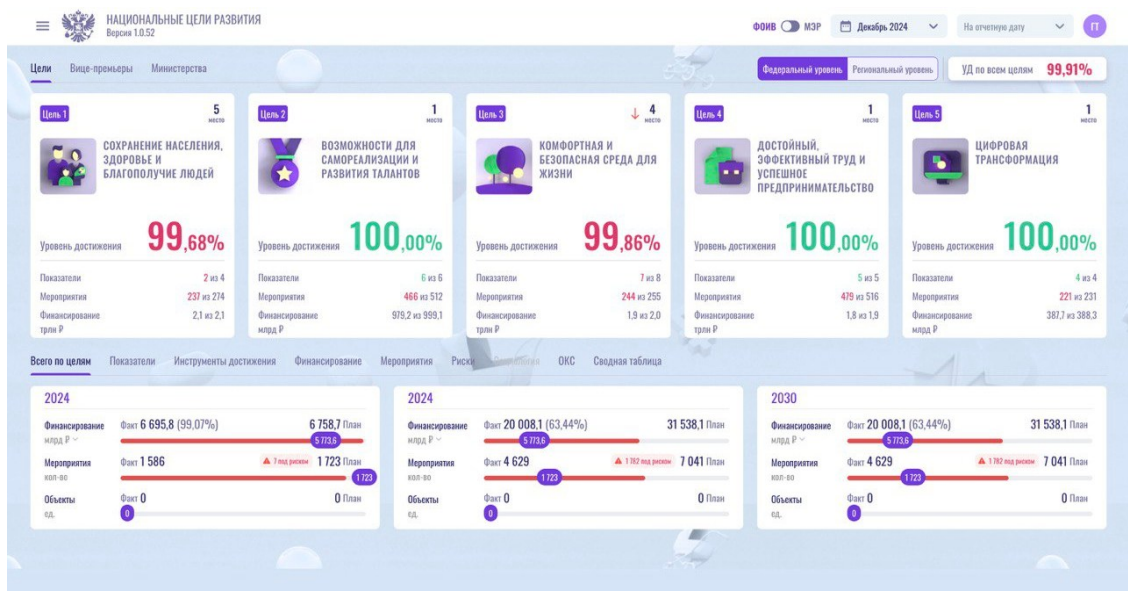 НАЦИОНАЛЬНЫЕ ЦЕЛИ РАЗВИТИЯ
Версия 1.0.52
ФОИВ МЭР
Декабрь 2024
На отчетную дату
ГГ
Цели Вице-премьеры Министерства
Федеральный уровень Региональный уровень
УД по всем целям 99,91%
Цель 1
5 место
СОХРАНЕНИЕ НАСЕЛЕНИЯ,
ЗДОРОВЬЕ И
БЛАГОПОЛУЧИЕ ЛЮДЕЙ
Уровень достижения 99,68%
Показатели 2 из 4
Мероприятия 237 из 274
Финансирование 2,1 из 2,1
трлн ₽
Цель 2
1 место
ВОЗМОЖНОСТИ ДЛЯ
САМОРЕАЛИЗАЦИИ И
РАЗВИТИЯ ТАЛАНТОВ
Уровень достижения 100,00%
Показатели 6 из 6
Мероприятия 466 из 512
Финансирование 979,2 из 999,1
млрд ₽
Цель 3
↓ 4 место
КОМФОРТНАЯ И
БЕЗОПАСНАЯ СРЕДА ДЛЯ
ЖИЗНИ
Уровень достижения 99,86%
Показатели 7 из 8
Мероприятия 244 из 255
Финансирование 1,9 из 2,0
трлн ₽
Цель 4
1 место
ДОСТОЙНЫЙ,
ЭФФЕКТИВНЫЙ ТРУД И
УСПЕШНОЕ
ПРЕДПРИНИМАТЕЛЬСТВО
Уровень достижения 100,00%
Показатели 5 из 5
Мероприятия 479 из 516
Финансирование 1,8 из 1,9
трлн ₽
Цель 5
1 место
ЦИФРОВАЯ
ТРАНСФОРМАЦИЯ
Уровень достижения 100,00%
Показатели 4 из 4
Мероприятия 221 из 231
Финансирование 387,7 из 388,3
млрд ₽
Всего по целям Показатели Инструменты достижения Финансирование Мероприятия Риски ОКС Сводная таблица
2024
Финансирование Факт 6 695,8 (99,07%) 6 758,7 План
млрд ₽ 5 773,6
Мероприятия Факт 1 586 7 под риском 1 723 План
кол-во 1 723
Объекты Факт 0 0 План
ед. 0
2024
Финансирование Факт 20 008,1 (63,44%) 31 538,1 План
млрд ₽ 5 773,6
Мероприятия Факт 4 629 1 782 под риском 7 041 План
кол-во 1 723
Объекты Факт 0 0 План
ед. 0
2030
Финансирование Факт 20 008,1 (63,44%) 31 538,1 План
млрд ₽ 5 773,6
Мероприятия Факт 4 629 1 782 под риском 7 041 План
кол-во 1 723
Объекты Факт 0 0 План
ед. 0